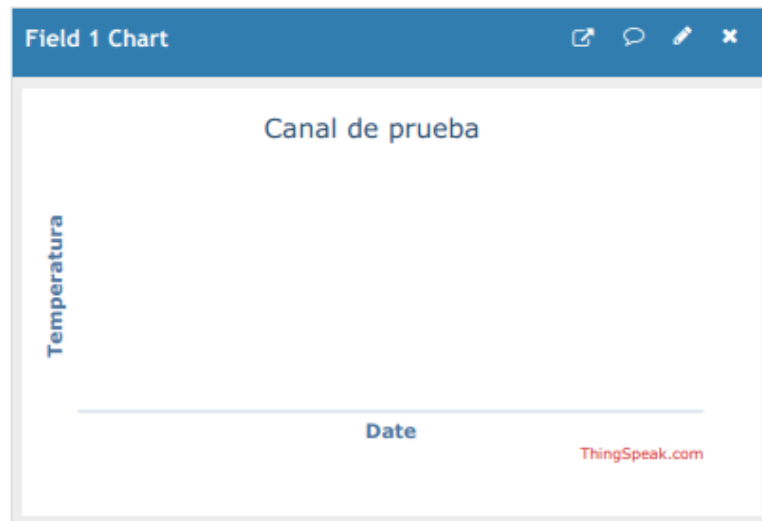 Field 1 Chart
Canal de prueba
Temperatura
Date
ThingSpeak.com